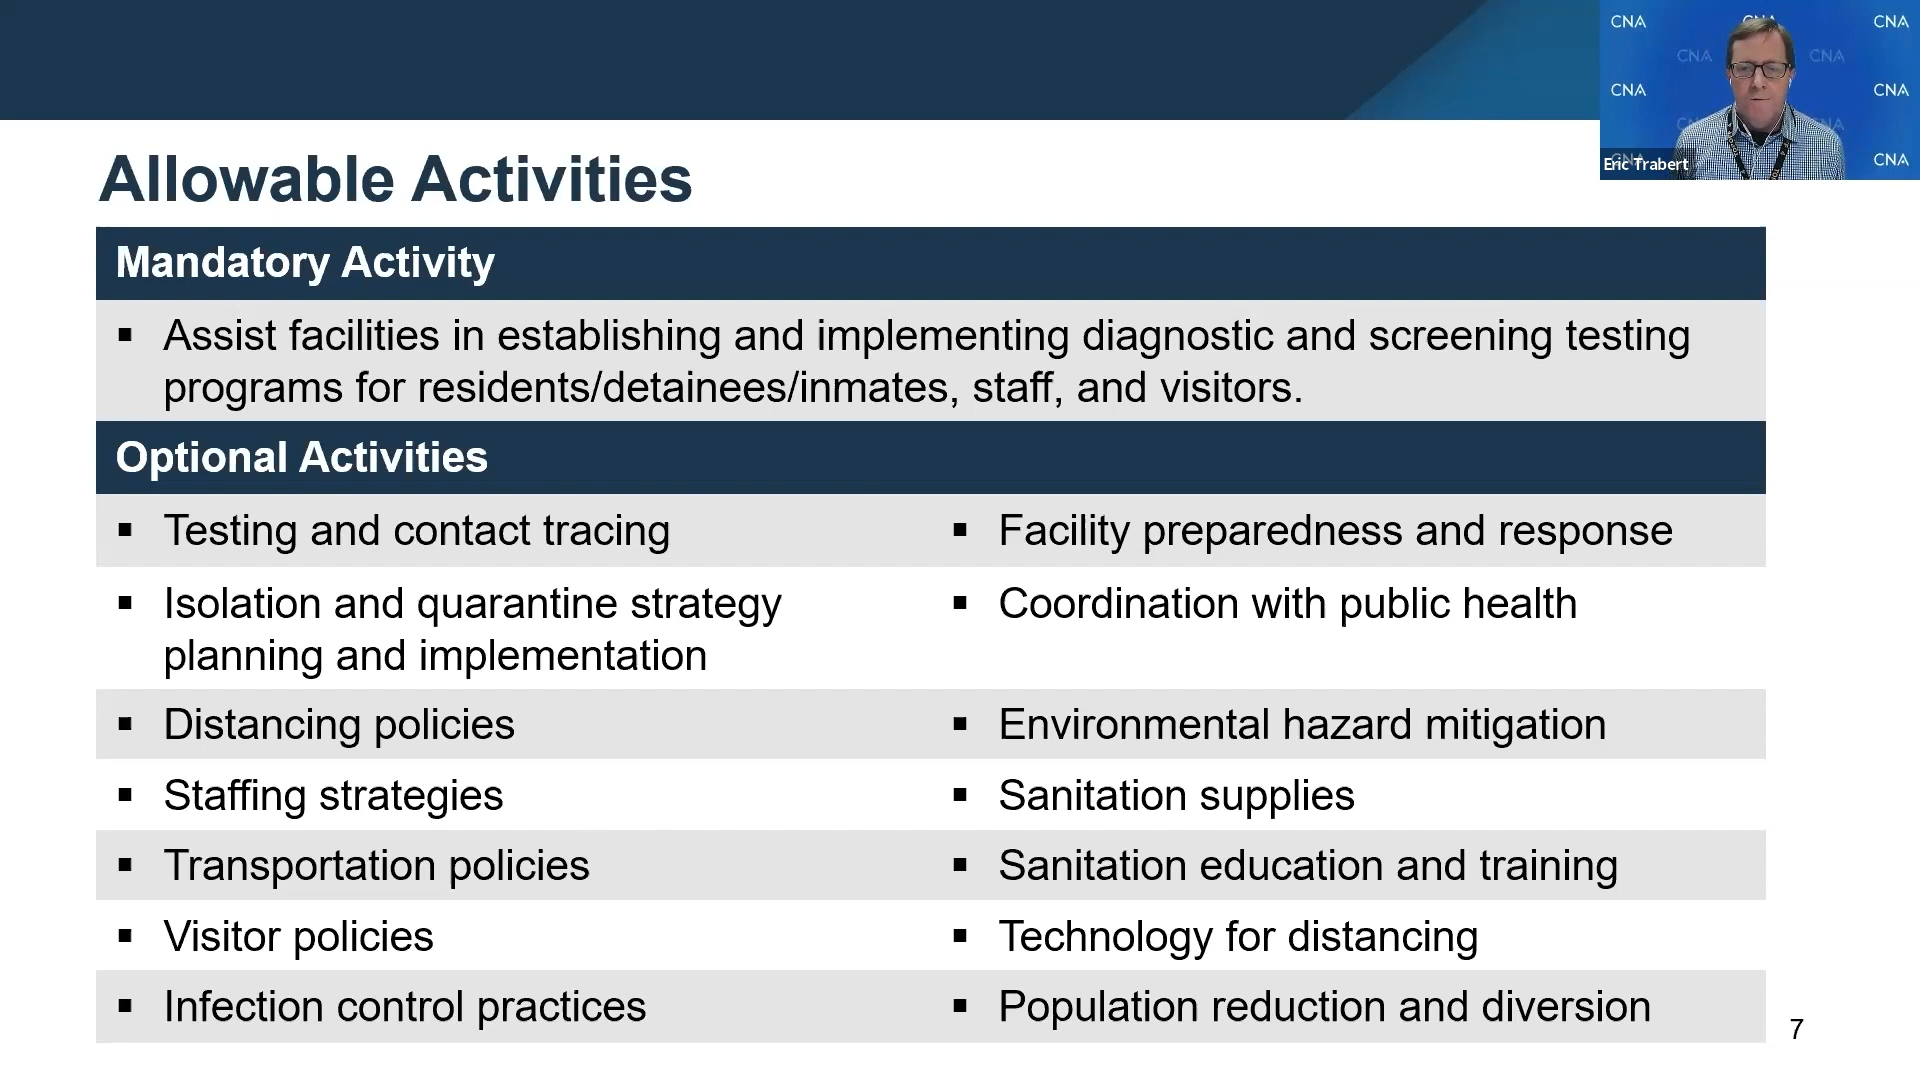 CNA CNA CNA
CNA CNA
CNA CNA
Eric Trabert
CNA
Allowable Activities
Mandatory Activity
▪ Assist facilities in establishing and implementing diagnostic and screening testing
programs for residents/detainees/inmates, staff, and visitors.
Optional Activities
▪ Testing and contact tracing
▪ Facility preparedness and response
▪ Isolation and quarantine strategy
planning and implementation
▪ Coordination with public health
▪ Distancing policies
▪ Environmental hazard mitigation
▪ Staffing strategies
▪ Sanitation supplies
▪ Transportation policies
▪ Sanitation education and training
▪ Visitor policies
▪ Technology for distancing
▪ Infection control practices
▪ Population reduction and diversion
7